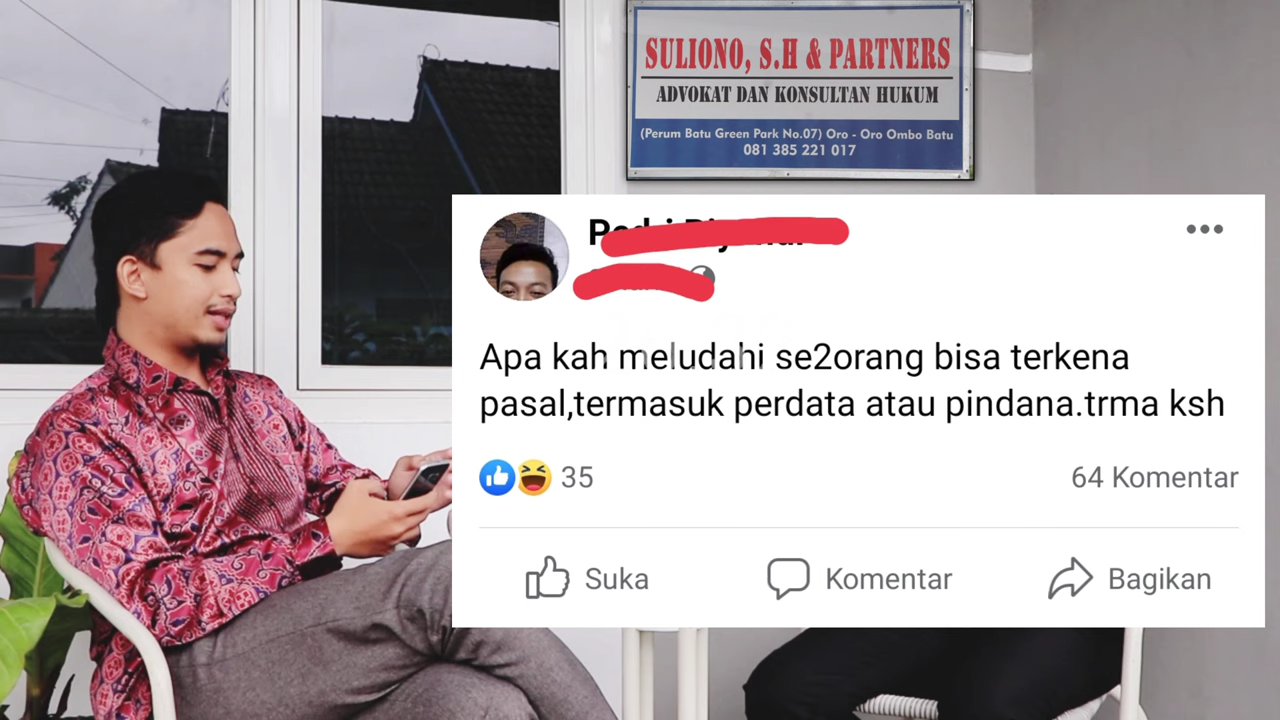 SULIONO, S.H & PARTNERS
ADVOKAT DAN KONSULTAN HUKUM
(Perum Batu Green Park No.07) Oro - Oro Ombo Batu
081 385 221 017
Apa kah meludahi se2orang bisa terkena
pasal,termasuk perdata atau pindana.trma ksh
35
64 Komentar
Suka
Komentar
Bagikan